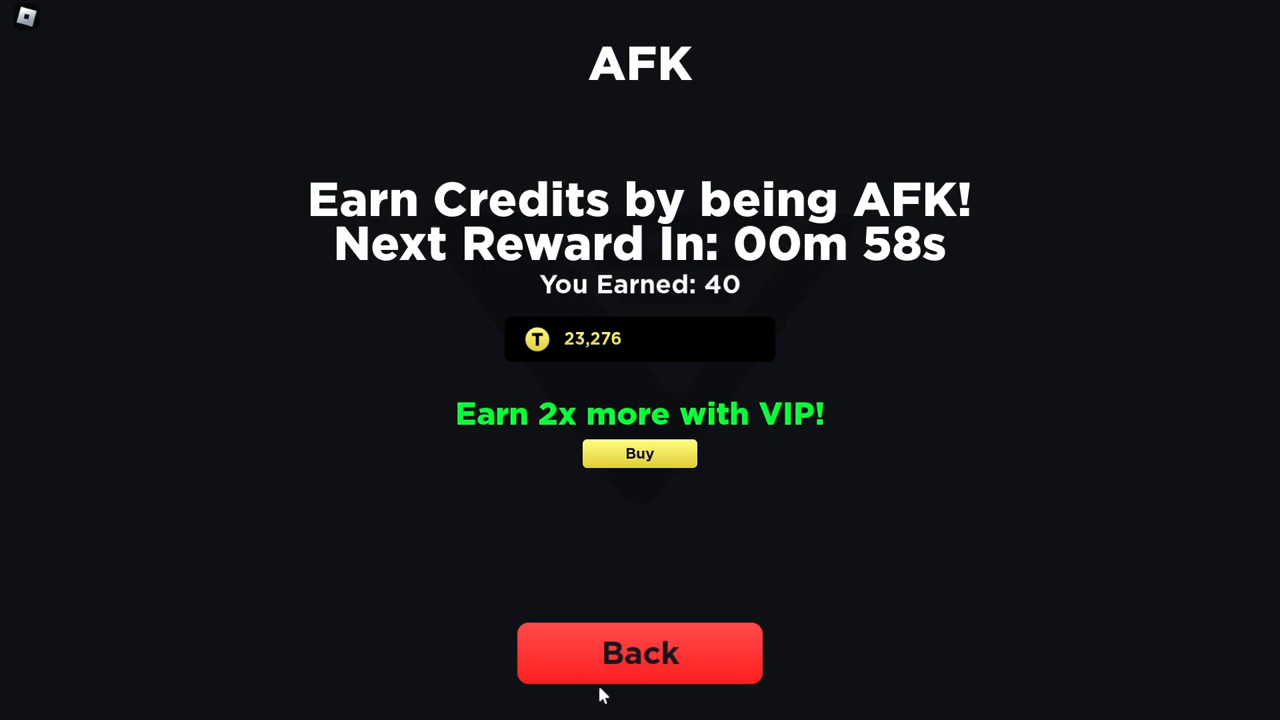 AFK
Earn Credits by being AFK!
Next Reward In: 00m 58s
You Earned: 40
T 23,276
Earn 2x more with VIP!
Buy
Back